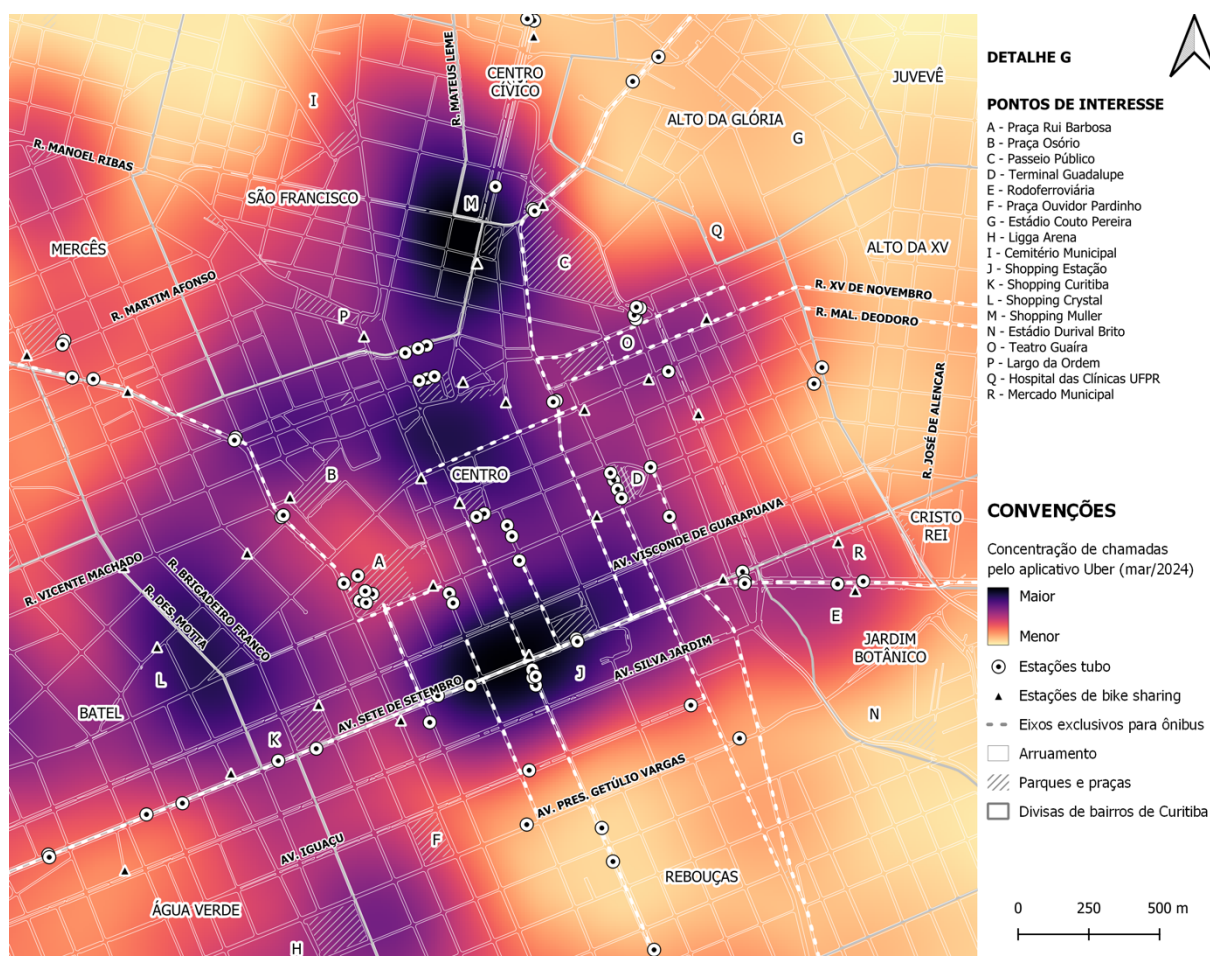 DETALHE G
PONTOS DE INTERESSE
A - Praça Rui Barbosa
B - Praça Osório
C - Passeio Público
D - Terminal Guadalupe
E - Rodoferroviária
F - Praça Ouvidor Pardinho
G - Estádio Couto Pereira
H - Ligga Arena
I - Cemitério Municipal
J - Shopping Estação
K - Shopping Curitiba
L - Shopping Crystal
M - Shopping Muller
N - Estádio Durival Brito
O - Teatro Guaíra
P - Largo da Ordem
Q - Hospital das Clínicas UFPR
R - Mercado Municipal
CONVENÇÕES
Concentração de chamadas
pelo aplicativo Uber (mar/2024)
Maior
Menor
Estações tubo
Estações de bike sharing
Eixos exclusivos para ônibus
Arruamento
Parques e praças
Divisas de bairros de Curitiba
0 250 500 m
R. MATEUS LEME
CENTRO
CÍVICO
JUVEVÊ
I
ALTO DA GLÓRIA
G
R. MANOEL RIBAS
SÃO FRANCISCO
M
MERCÊS
Q
ALTO DA XV
C
R. MARTIM AFONSO
R. XV DE NOVEMBRO
P
R. MAL. DEODORO
O
R. JOSÉ DE ALENCAR
B
CENTRO
D
CRISTO
REI
AV. VISCONDE DE GUARAPUAVA
R
A
R. VICENTE MACHADO
R. BRIGADEIRO FRANCO
R. DES. MOTTA
E
JARDIM
BOTÂNICO
L
AV. SILVA JARDIM
J
BATEL
AV. SETE DE SETEMBRO
N
K
AV. PRES. GETÚLIO VARGAS
F
AV. IGUAÇU
REBOUÇAS
ÁGUA VERDE
H